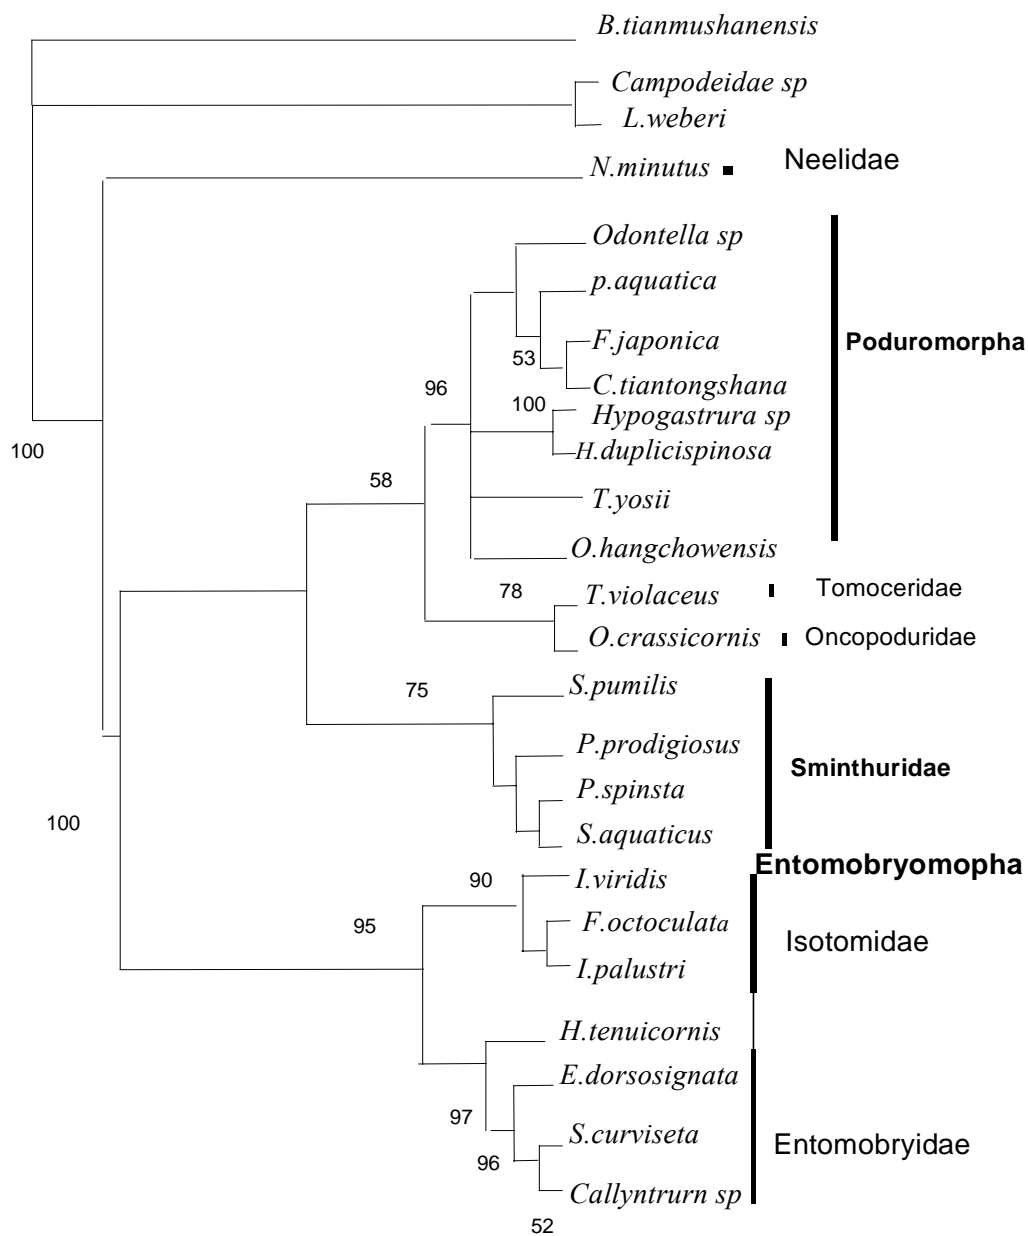 B.tianmushanensis
Campodeidae sp
L.weberi
N.minutus
Neelidae
Odontella sp
p.aquatica
F.japonica
Poduromorpha
53
C.tiantongshana
96
100
Hypogastrura sp
100
H.duplicispinosa
58
T.yosii
O.hangchowensis
78
T.violaceus
Tomoceridae
O.crassicornis
Oncopoduridae
75
S.pumilis
P.prodigiosus
Sminthuridae
P.spinsta
100
S.aquaticus
Entomobryomopha
90
I.viridis
95
F.octoculata
Isotomidae
I.palustri
H.tenuicornis
E.dorsosignata
97
S.curviseta
Entomobryidae
96
Callyntrurn sp
52